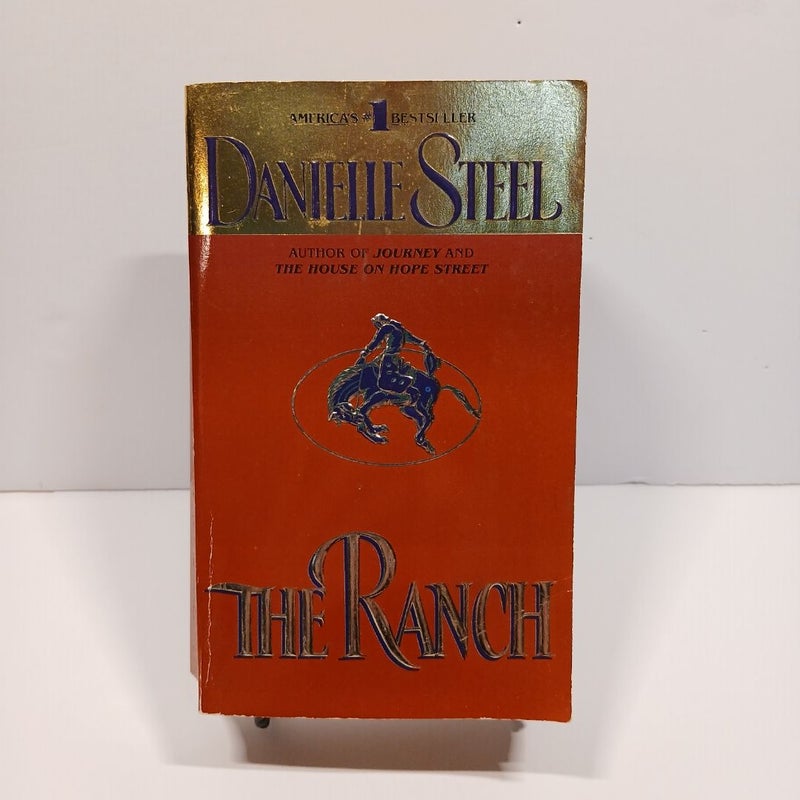 AMERICA'S #1 BESTSELLER
DANIELLE STEEL
AUTHOR OF JOURNEY AND
THE HOUSE ON HOPE STREET
THE RANCH